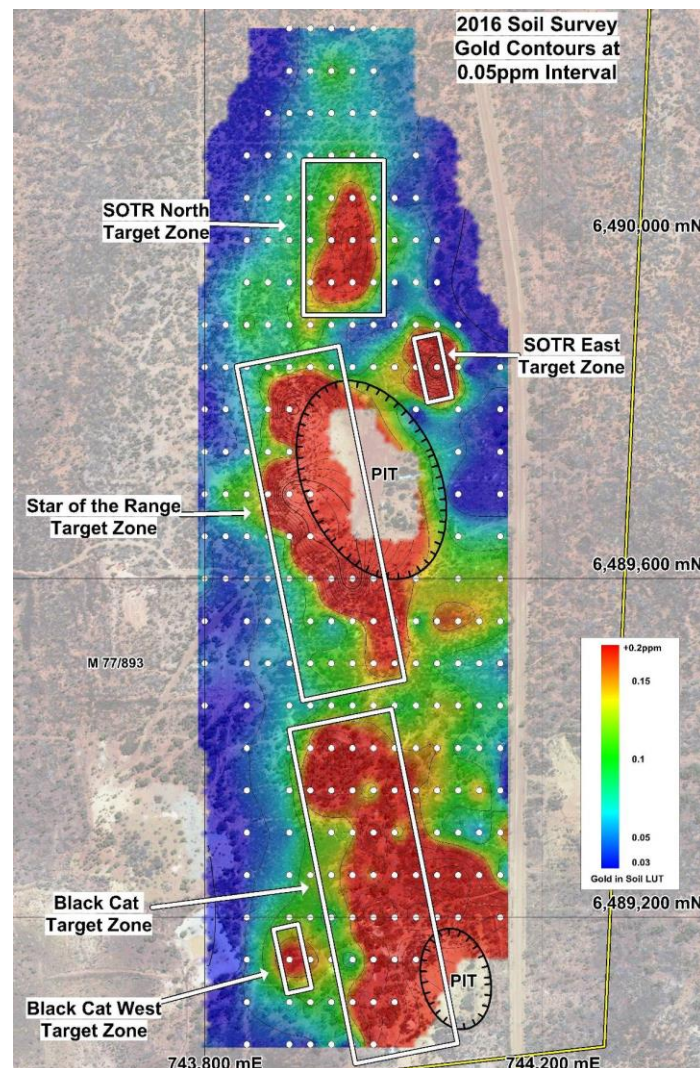 2016 Soil Survey
Gold Contours at
0.05ppm Interval
SOTR North
Target Zone
6,490,000 mN
SOTR East
Target Zone
PIT
Star of the Range
Target Zone
6,489,600 mN
M 77/893
+0.2ppm
0.15
0.1
0.05
0.03
Gold in Soil LUT
Black Cat
Target Zone
6,489,200 mN
PIT
Black Cat West
Target Zone
743,800 mE
744,200 mE